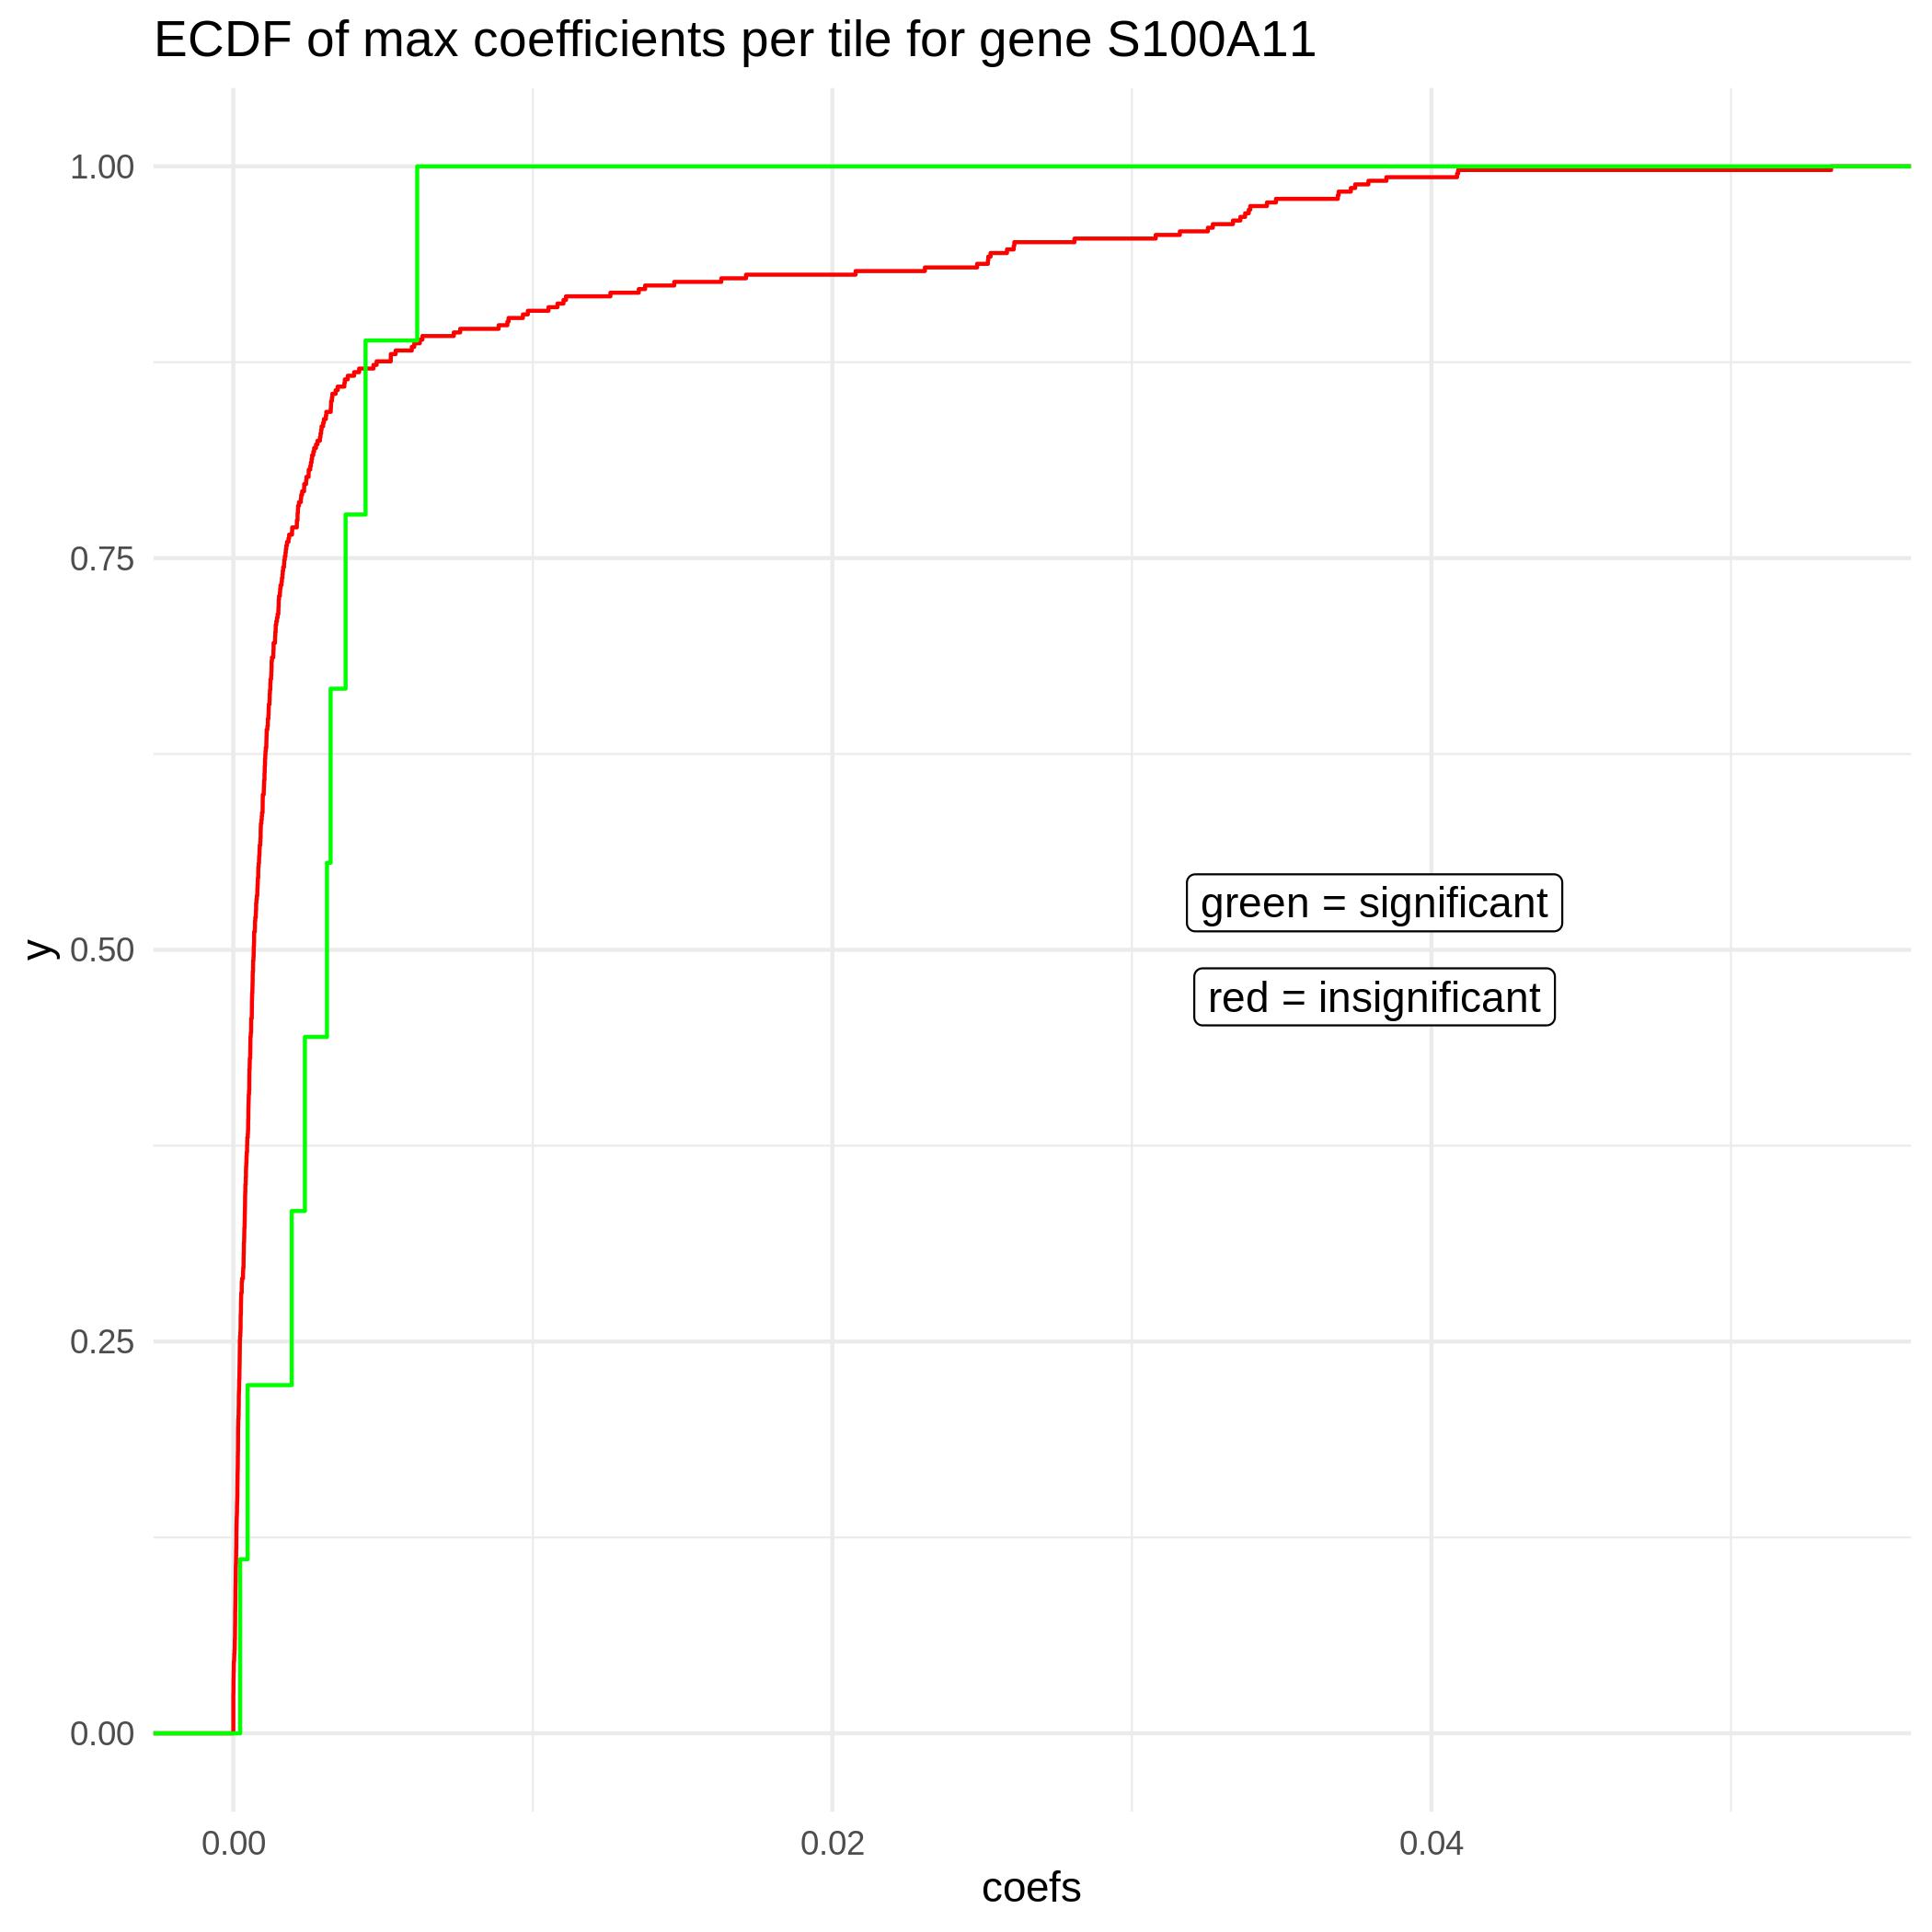 ECDF of max coefficients per tile for gene S100A11
1.00
0.75
0.50
0.25
0.00
y
green = significant
red = insignificant
0.00 0.02 0.04
coefs